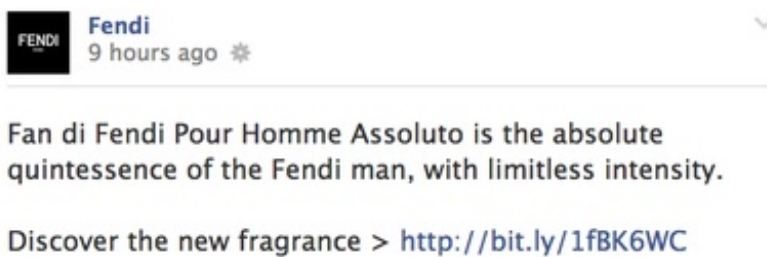 FENDI
Fendi
9 hours ago
Fan di Fendi Pour Homme Assoluto is the absolute
quintessence of the Fendi man, with limitless intensity.
Discover the new fragrance > http://bit.ly/1fBK6WC